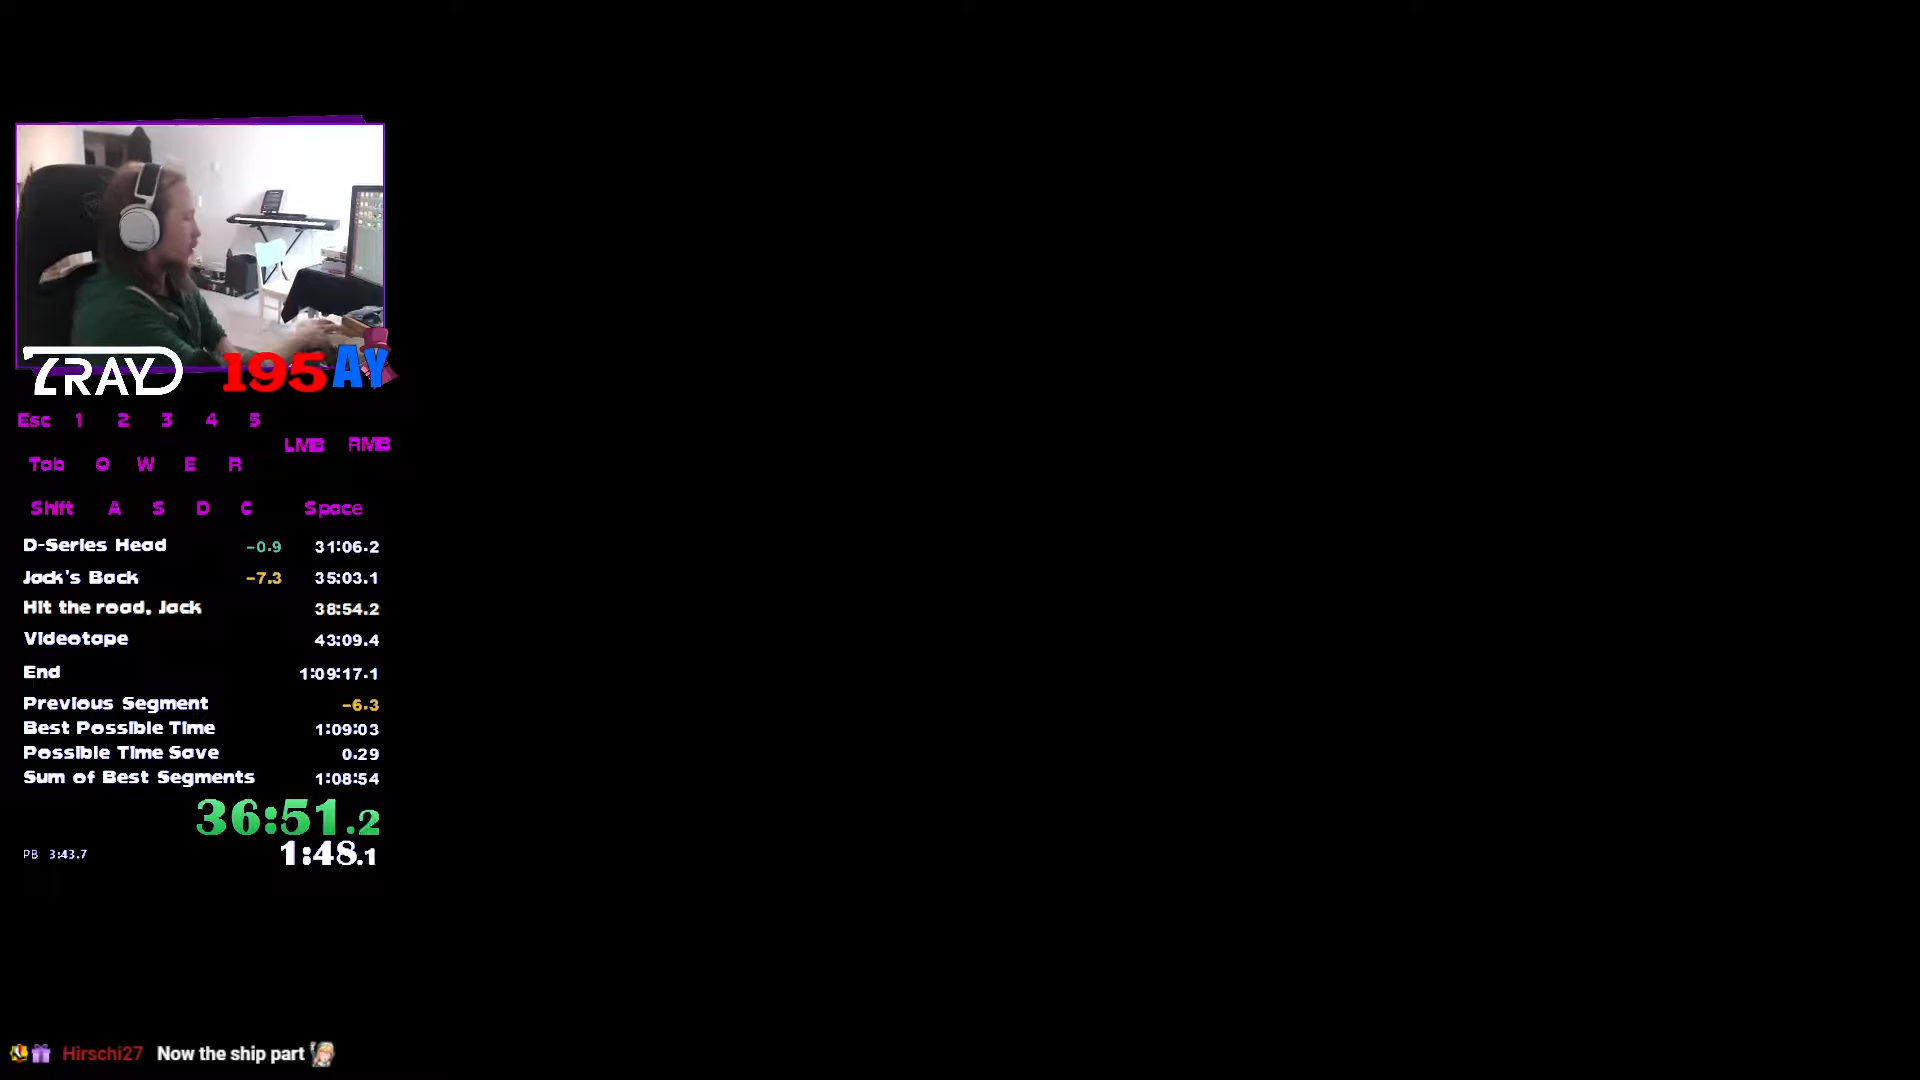 ZRAY 195 AY
Esc 1 2 3 4 5
LMB RMB
Tab Q W E R
Shift A S D C Space
D-Series Head -0.9 31:06.2
Jack's Back -7.3 35:03.1
Hit the road, Jack 38:54.2
Videotape 43:09.4
End 1:09:17.1
Previous Segment -6.3
Best Possible Time 1:09:03
Possible Time Save 0.29
Sum of Best Segments 1:08:54
36:51.2
PB 3:43.7 1:48.1
Hirschi27 Now the ship part